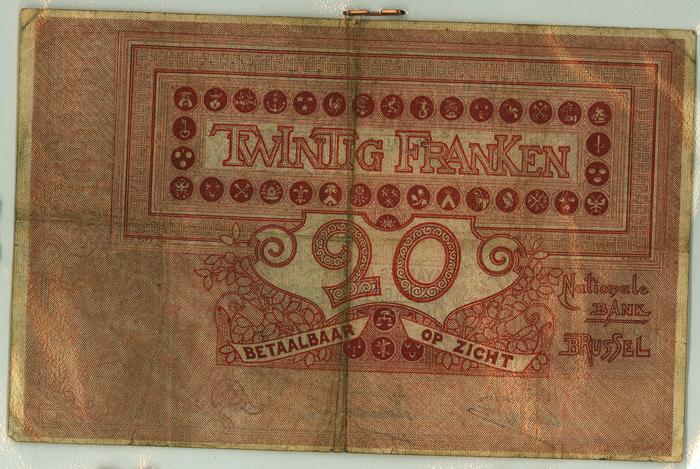 TWINTIG FRANKEN
20
Nationale
BANK
BRUSSEL
BETAALBAAR OP ZICHT